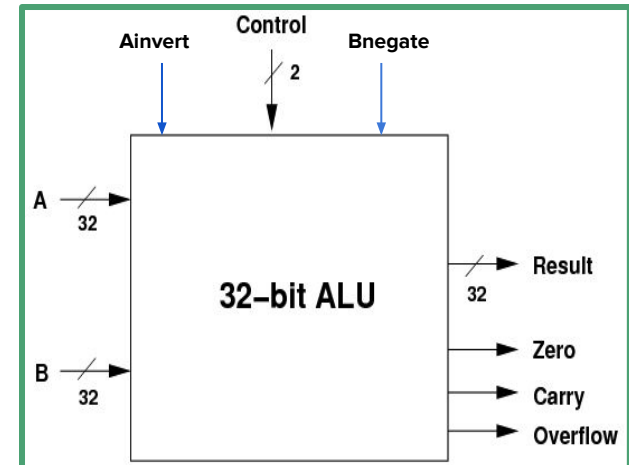 Control
Ainvert
Bnegate
2
A
32
Result
32-bit ALU
32
Zero
B
32
Carry
Overflow